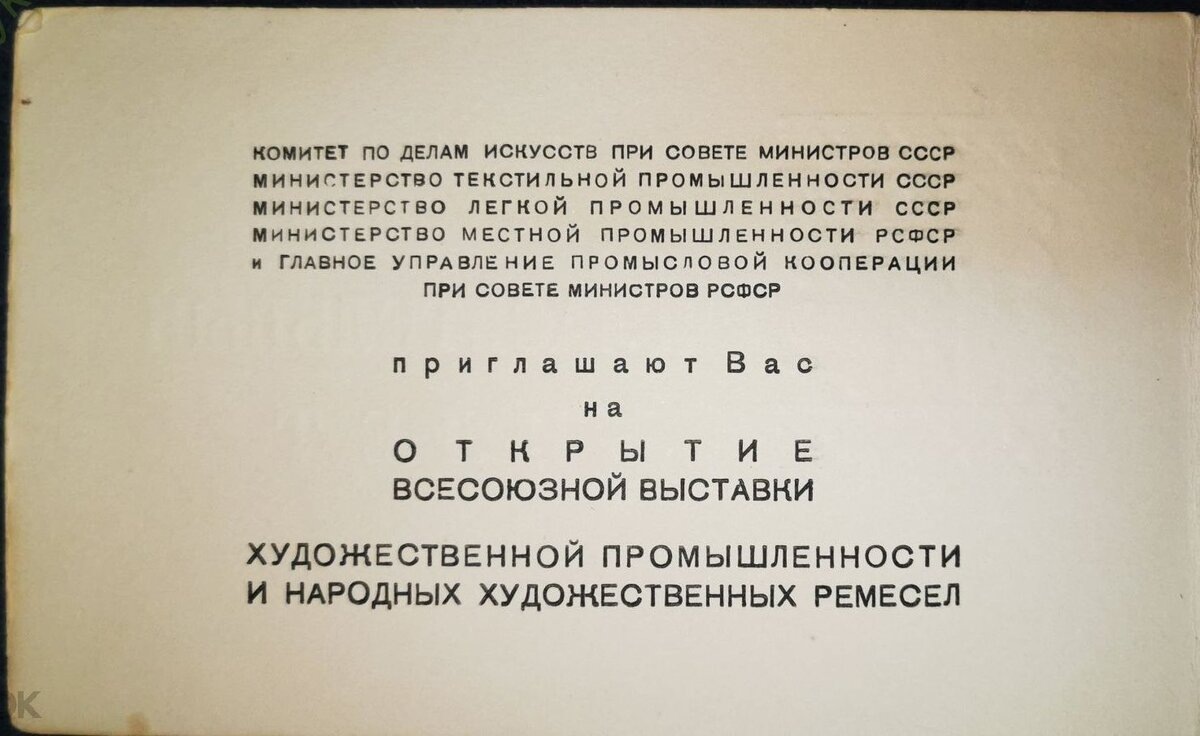 КОМИТЕТ ПО ДЕЛАМ ИСКУССТВ ПРИ СОВЕТЕ МИНИСТРОВ СССР
МИНИСТЕРСТВО ТЕКСТИЛЬНОЙ ПРОМЫШЛЕННОСТИ СССР
МИНИСТЕРСТВО ЛЕГКОЙ ПРОМЫШЛЕННОСТИ СССР
МИНИСТЕРСТВО МЕСТНОЙ ПРОМЫШЛЕННОСТИ РСФСР
и ГЛАВНОЕ УПРАВЛЕНИЕ ПРОМЫСЛОВОЙ КООПЕРАЦИИ
ПРИ СОВЕТЕ МИНИСТРОВ РСФСР
приглашают Вас
на
ОТКРЫТИЕ
ВСЕСОЮЗНОЙ ВЫСТАВКИ
ХУДОЖЕСТВЕННОЙ ПРОМЫШЛЕННОСТИ
И НАРОДНЫХ ХУДОЖЕСТВЕННЫХ РЕМЕСЕЛ